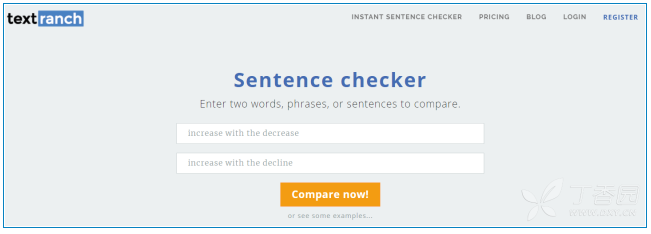 textranch
INSTANT SENTENCE CHECKER PRICING BLOG LOGIN REGISTER
Sentence checker
Enter two words, phrases, or sentences to compare.
increase with the decrease
increase with the decline
Compare now!
or see some examples...
丁香园
www.dxy.cn